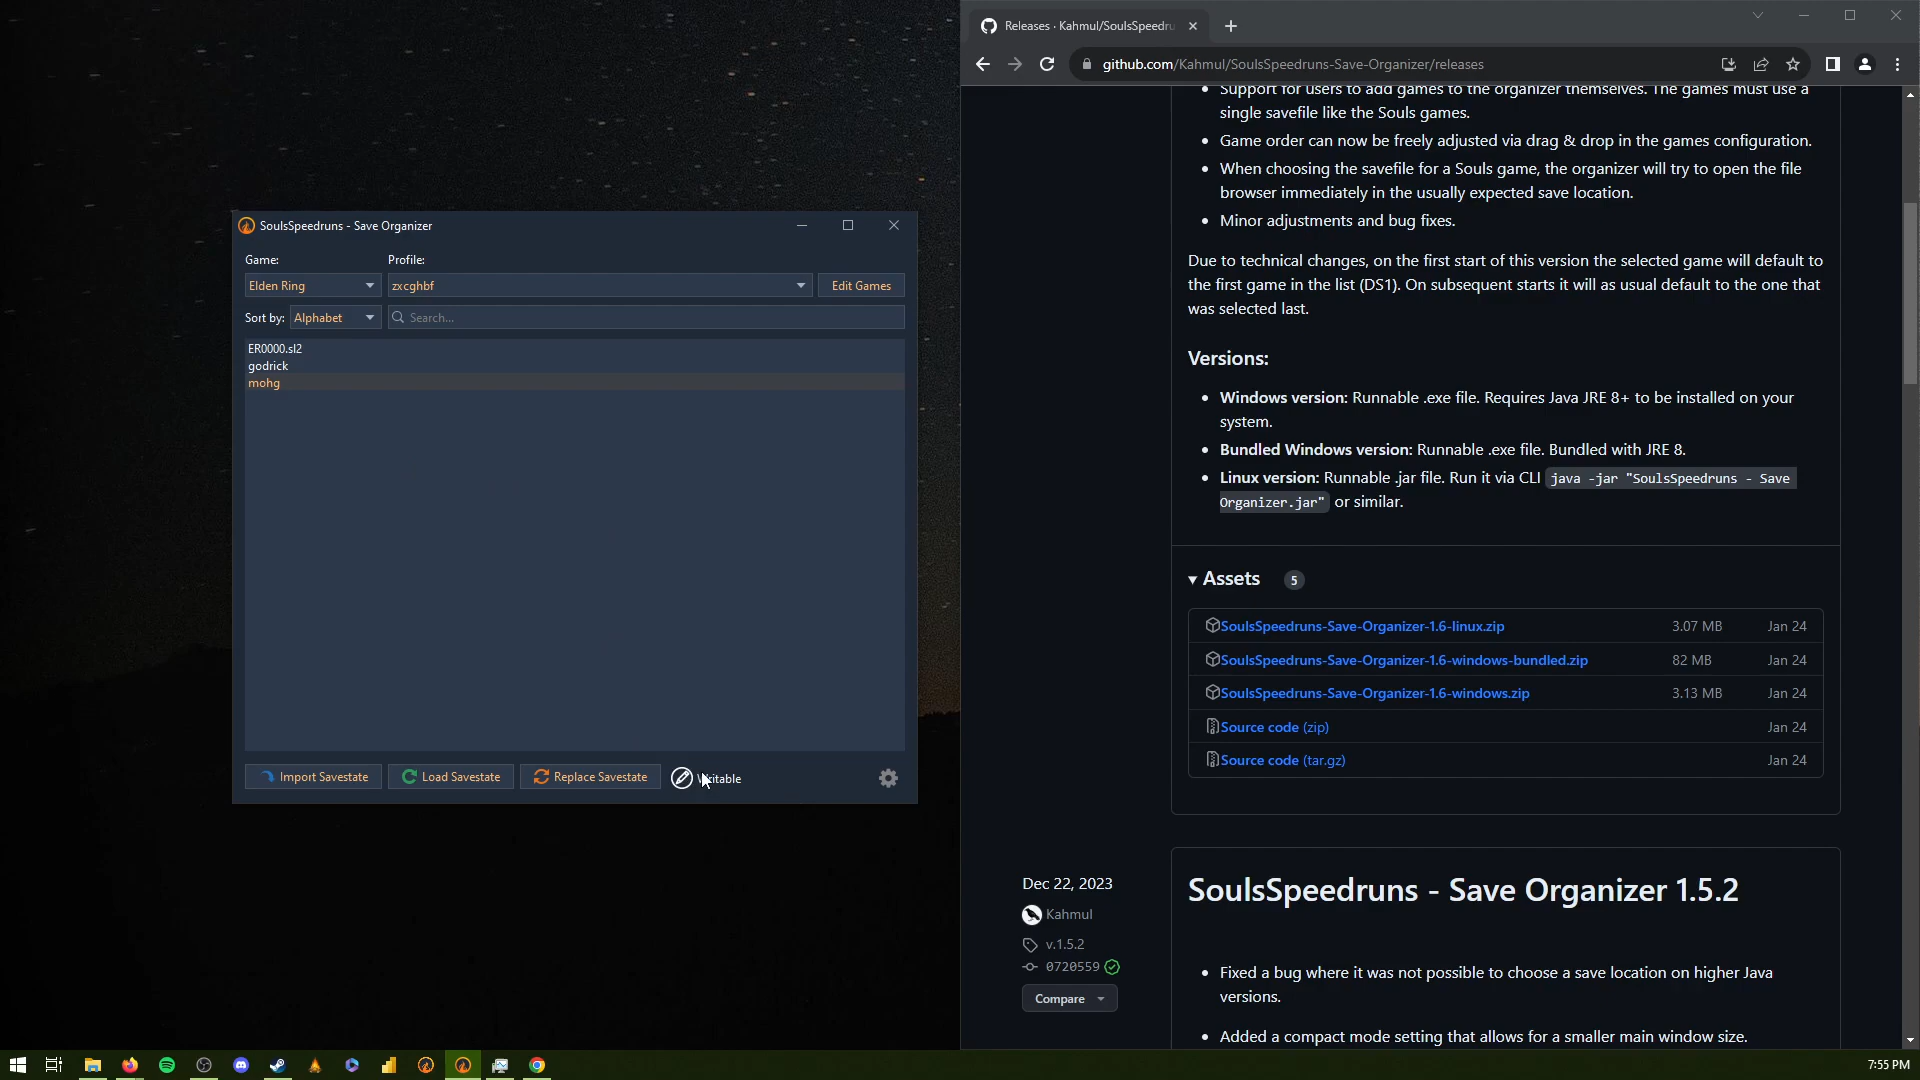 SoulsSpeedruns - Save Organizer
Game:
Profile:
Elden Ring
zxcghbf
Edit Games
Sort by:
Alphabet
Search...
ER0000.sl2
godrick
mohg
Import Savestate
Load Savestate
Replace Savestate
Releases · Kahmul/SoulsSpeedru
github.com/Kahmul/SoulsSpeedruns-Save-Organizer/releases
Support for users to add games to the organizer themselves. The games must use a
single savefile like the Souls games.
Game order can now be freely adjusted via drag & drop in the games configuration.
When choosing the savefile for a Souls game, the organizer will try to open the file
browser immediately in the usually expected save location.
Minor adjustments and bug fixes.
Due to technical changes, on the first start of this version the selected game will default to
the first game in the list (DS1). On subsequent starts it will as usual default to the one that
was selected last.
Versions:
Windows version: Runnable .exe file. Requires Java JRE 8+ to be installed on your
system.
Bundled Windows version: Runnable .exe file. Bundled with JRE 8.
Linux version: Runnable .jar file. Run it via CLI java -jar "SoulsSpeedruns - Save
Organizer.jar" or similar.
Assets 5
SoulsSpeedruns-Save-Organizer-1.6-linux.zip 3.07 MB Jan 24
SoulsSpeedruns-Save-Organizer-1.6-windows-bundled.zip 82 MB Jan 24
SoulsSpeedruns-Save-Organizer-1.6-windows.zip 3.13 MB Jan 24
Source code (zip) Jan 24
Source code (tar.gz) Jan 24
Dec 22, 2023
Kahmul
v.1.5.2
0720559
Compare
SoulsSpeedruns - Save Organizer 1.5.2
Fixed a bug where it was not possible to choose a save location on higher Java
versions.
Added a compact mode setting that allows for a smaller main window size.
7:55 PM